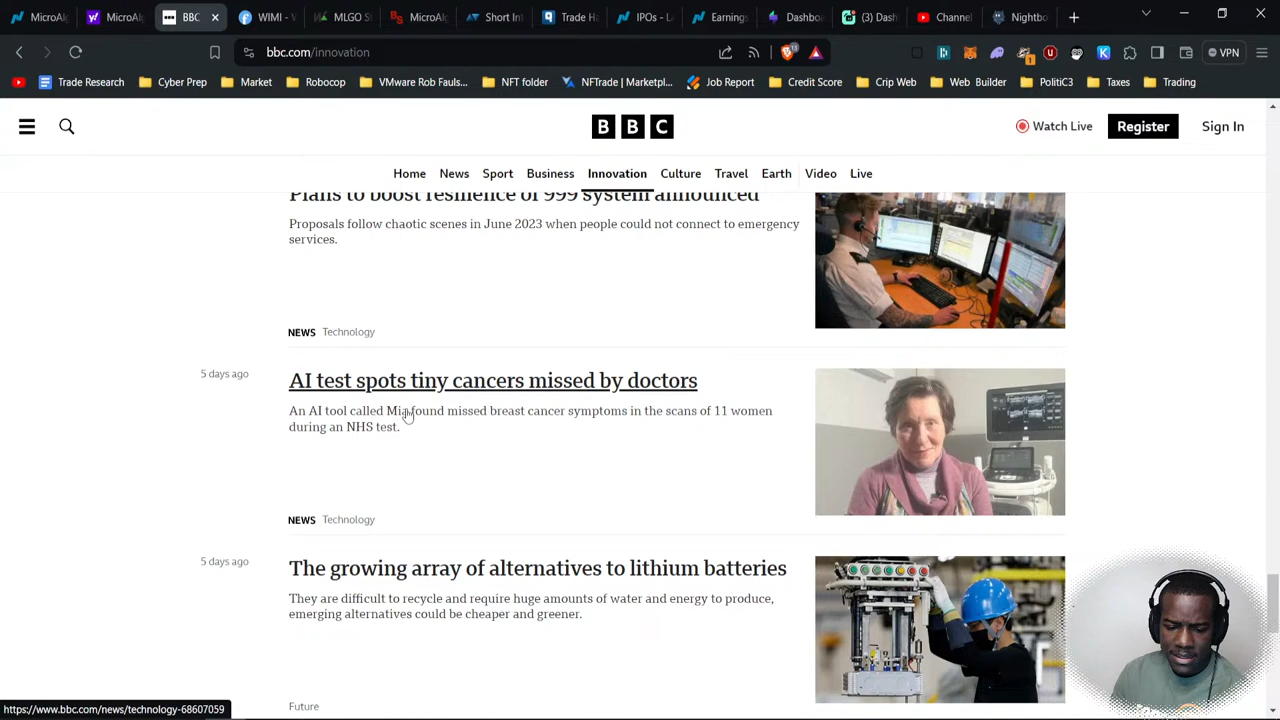 MicroAlg
MicroAlg
BBC
WIMI - V
MLGO S
MicroAlg
Short In
Trade Ha
IPOs - La
Earnings
Dashbo
(3) Dash
Channel
Nightbo
bbc.com/innovation
VPN
Trade Research
Cyber Prep
Market
Robocop
VMware Rob Faulks...
NFT folder
NFTrade | Marketpl...
Job Report
Credit Score
Crip Web
Web Builder
PolitiC3
Taxes
Trading
BBC
Watch Live
Register
Sign In
Home
News
Sport
Business
Innovation
Culture
Travel
Earth
Video
Live
Plans to boost resilience of 999 system announced
Proposals follow chaotic scenes in June 2023 when people could not connect to emergency
services.
NEWS Technology
5 days ago
AI test spots tiny cancers missed by doctors
An AI tool called Mia found missed breast cancer symptoms in the scans of 11 women
during an NHS test.
NEWS Technology
5 days ago
The growing array of alternatives to lithium batteries
They are difficult to recycle and require huge amounts of water and energy to produce,
emerging alternatives could be cheaper and greener.
Future
https://www.bbc.com/news/technology-68607059